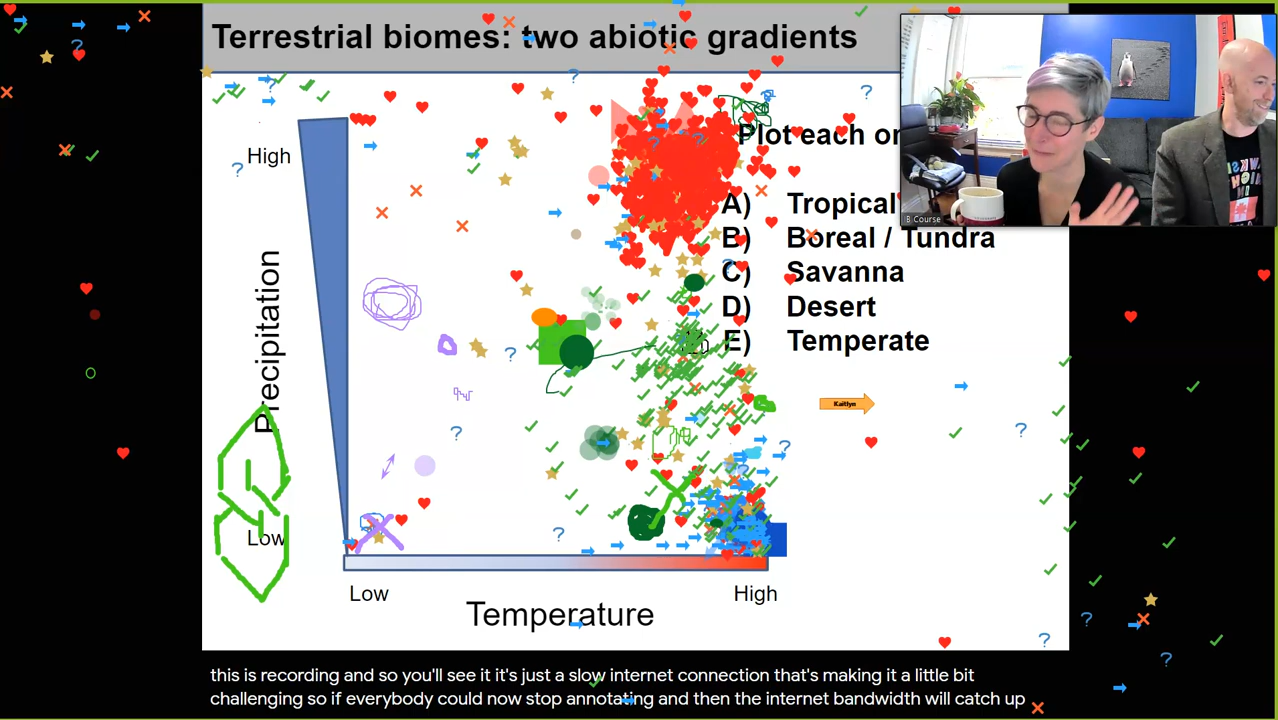 Terrestrial biomes: two abiotic gradients
Plot each
High
A) Tropical
B) Boreal / Tundra
C) Savanna
D) Desert
E) Temperate
Precipitation
Kaitlyn
Low
Low
High
Temperature
B Course
this is recording and so you'll see it it's just a slow internet connection that's making it a little bit
challenging so if everybody could now stop annotating and then the internet bandwidth will catch up